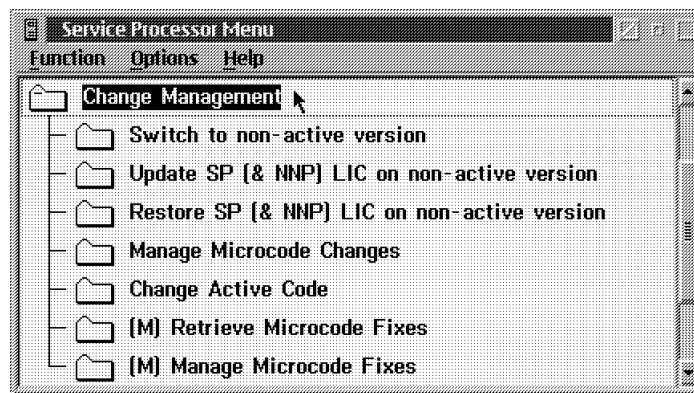 Service Processor Menu
Function Options Help
Change Management
Switch to non-active version
Update SP (& NNP) LIC on non-active version
Restore SP (& NNP) LIC on non-active version
Manage Microcode Changes
Change Active Code
(M) Retrieve Microcode Fixes
(M) Manage Microcode Fixes